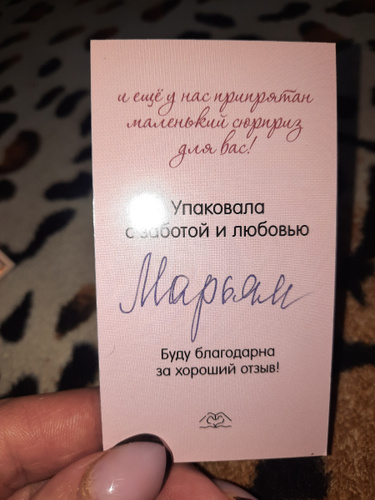 и ещё у нас припрятан
маленький сюрприз
для вас!
Упаковала
с заботой и любовью
Марьям
Буду благодарна
за хороший отзыв!